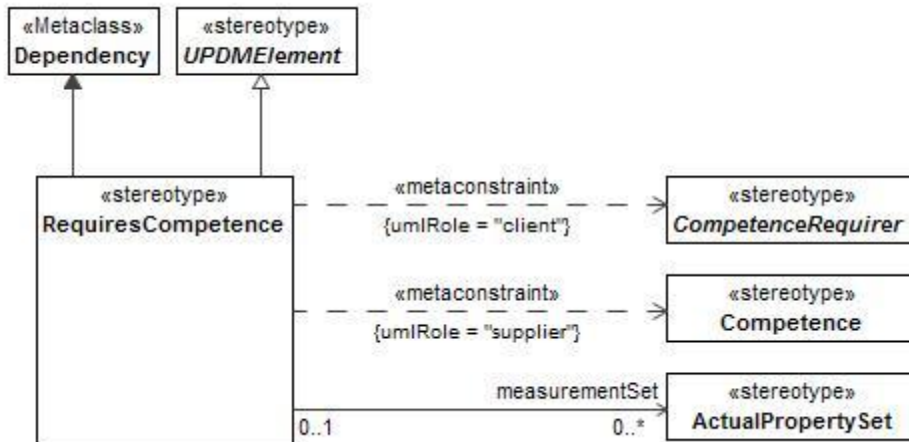 «Metaclass»
Dependency
«stereotype»
UPDMElement
«stereotype»
RequiresCompetence
«metaconstraint»
{umlRole = "client"}
«stereotype»
CompetenceRequirer
«metaconstraint»
{umlRole = "supplier"}
«stereotype»
Competence
measurementSet
0..1
0..*
«stereotype»
ActualPropertySet